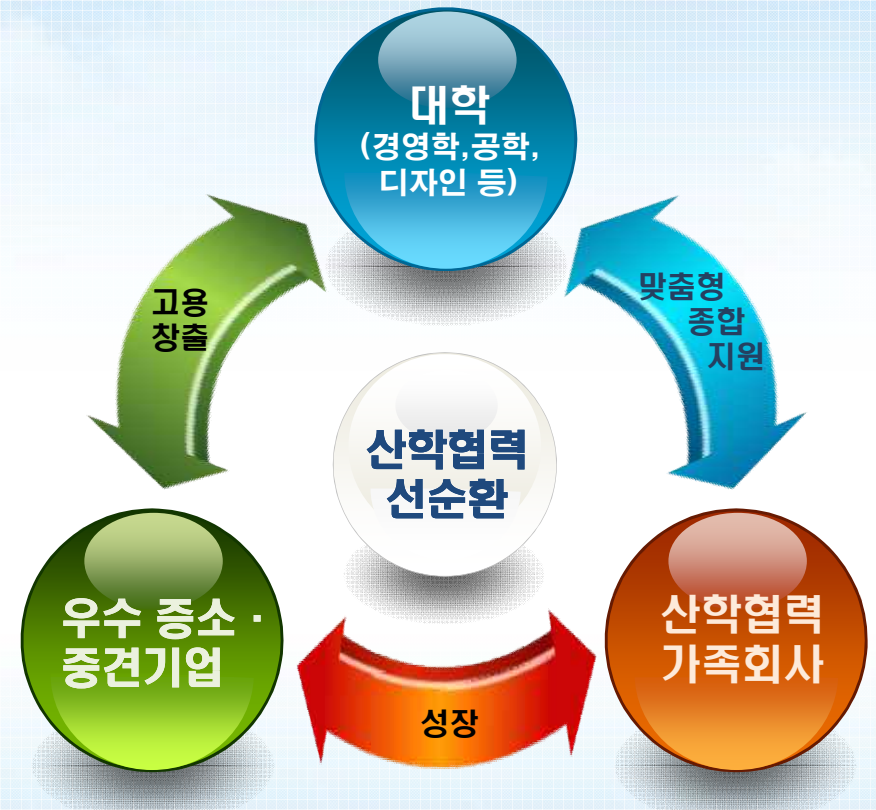 대학
(경영학,공학,
디자인 등)
고용
창출
맞춤형
종합
지원
산학협력
선순환
우수 중소 ·
중견기업
산학협력
가족회사
성장